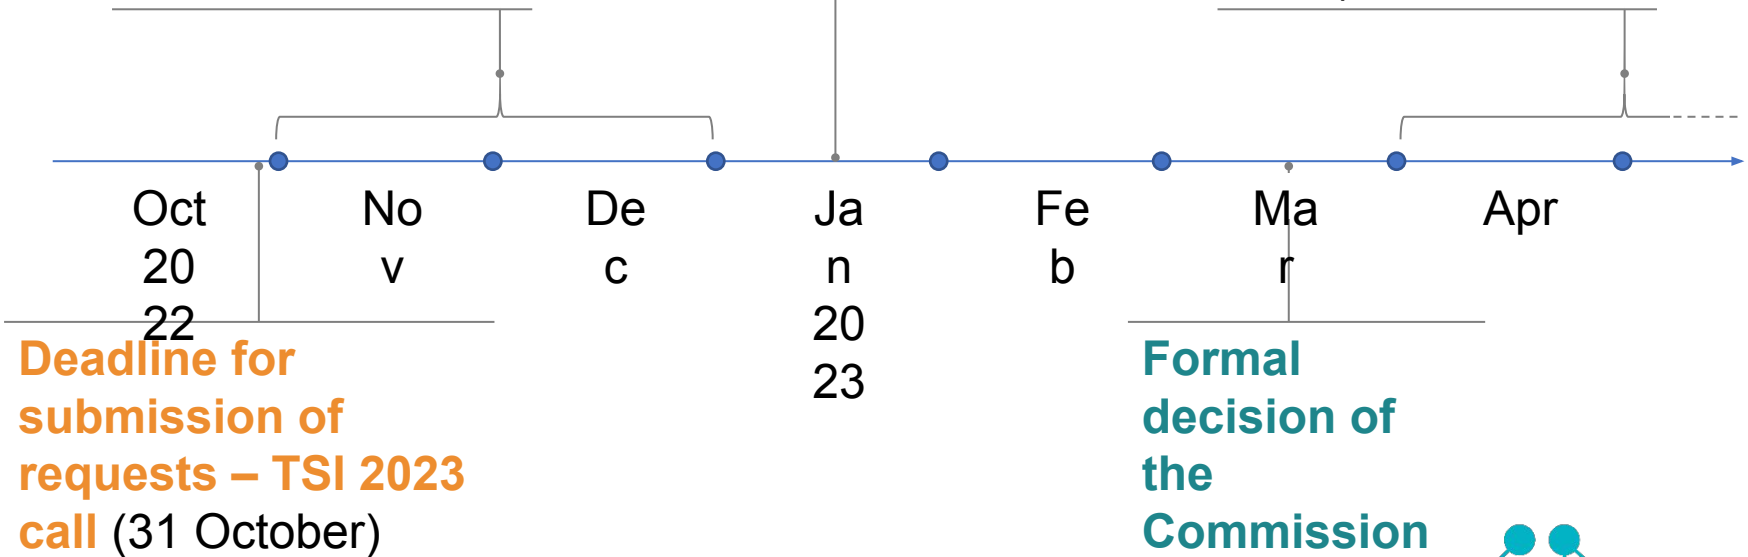 Oct No De Ja Fe Ma Apr
20 v c n b r
22 20
23
Deadline for
submission of
requests – TSI 2023
call (31 October)
Formal
decision of
the
Commission